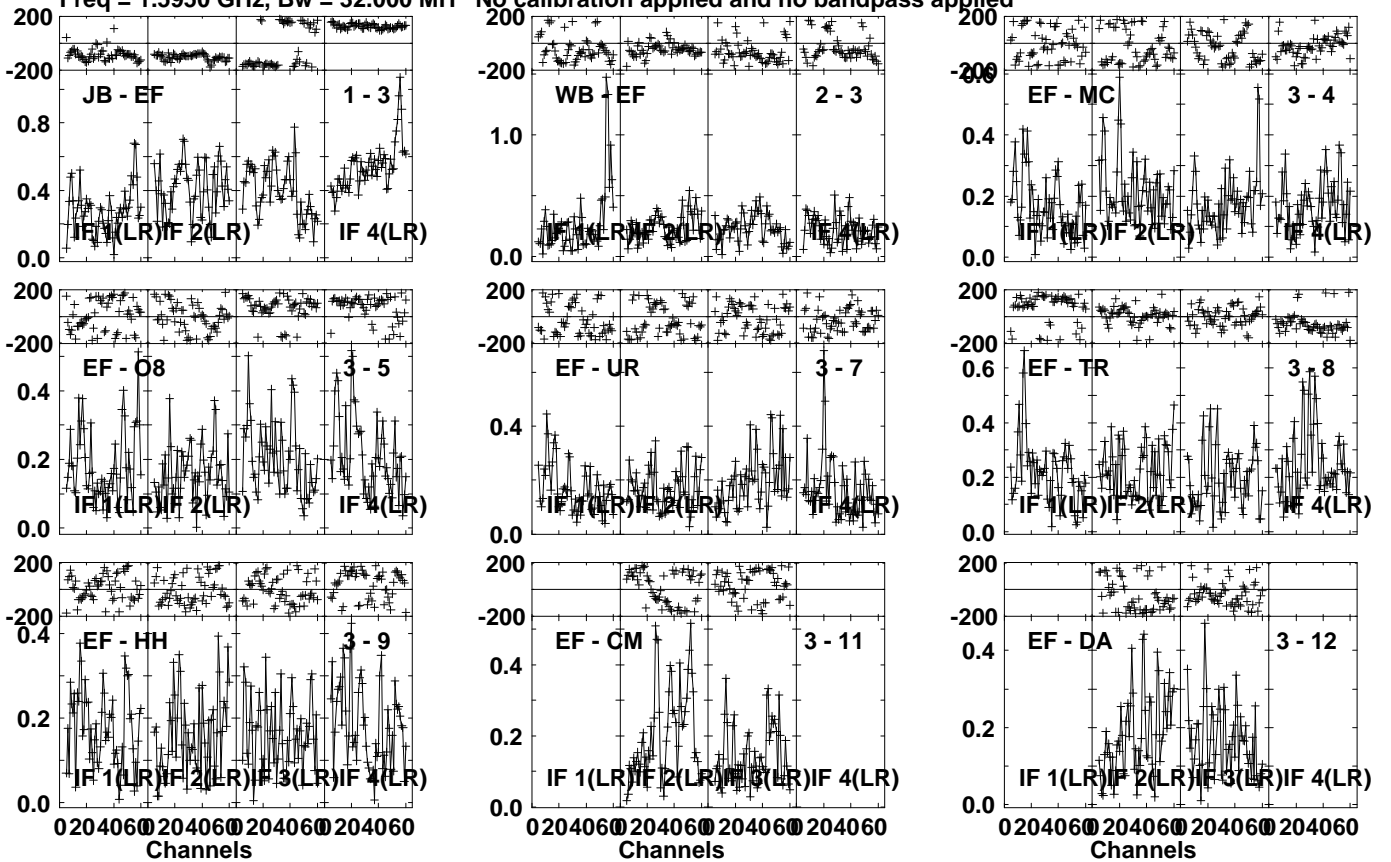 Freq = 1.5950 GHz, Bw = 32.000 MH No calibration applied and no bandpass applied
200
-200
JB - EF 1 - 3
0.8
0.4
0.0
IF 1(LR) IF 2(LR) IF 4(LR)
200
-200
WB - EF 2 - 3
1.0
0.0
IF 1(LR) IF 2(LR) IF 4(LR)
200
-200
0.6
EF - MC 3 - 4
0.4
0.2
0.0
IF 1(LR) IF 2(LR) IF 4(LR)
200
-200
EF - O8 3 - 5
0.4
0.2
0.0
IF 1(LR) IF 2(LR) IF 4(LR)
200
-200
EF - UR 3 - 7
0.4
0.0
IF 1(LR) IF 2(LR) IF 4(LR)
200
-200
0.6
EF - TR 3 - 8
0.4
0.2
0.0
IF 1(LR) IF 2(LR) IF 4(LR)
200
-200
0.4
EF - HH 3 - 9
0.2
0.0
IF 1(LR) IF 2(LR) IF 3(LR) IF 4(LR)
0 20 40 60 0 20 40 60 0 20 40 60 0 20 40 60
Channels
200
-200
EF - CM 3 - 11
0.4
0.2
0.0
IF 1(LR) IF 2(LR) IF 3(LR) IF 4(LR)
0 20 40 60 0 20 40 60 0 20 40 60 0 20 40 60
Channels
200
-200
EF - DA 3 - 12
0.4
0.2
0.0
IF 1(LR) IF 2(LR) IF 3(LR) IF 4(LR)
0 20 40 60 0 20 40 60 0 20 40 60 0 20 40 60
Channels